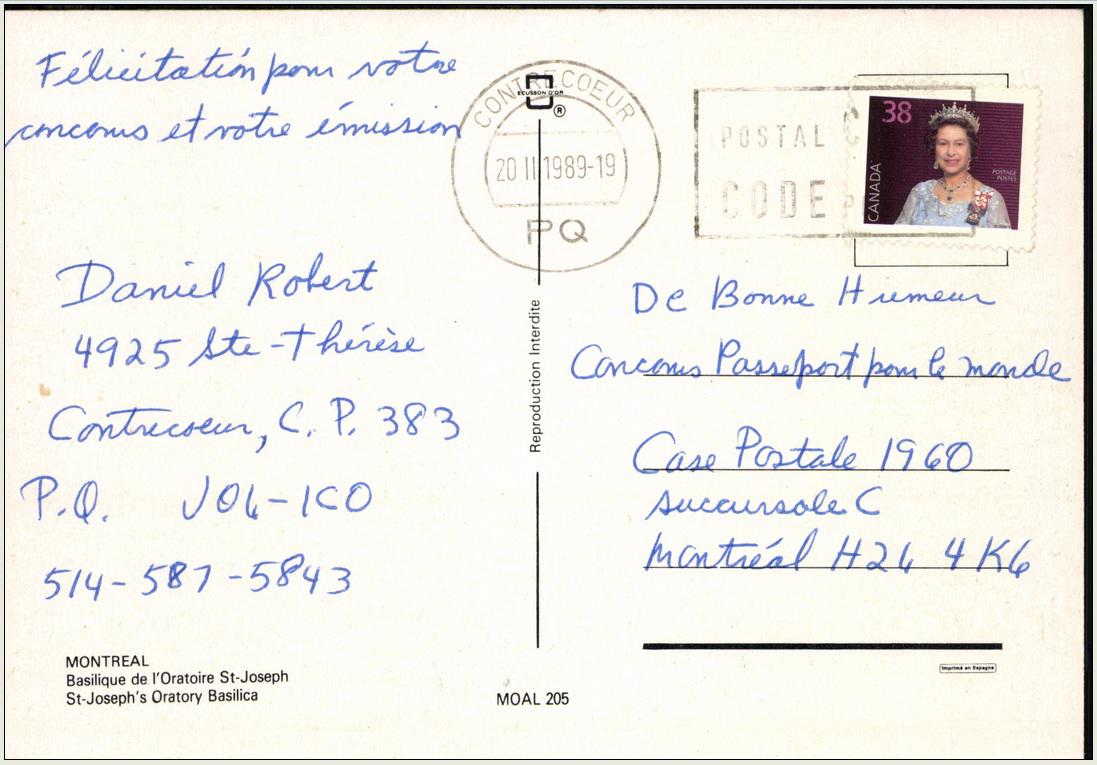 Félicitation pour votre
concours et votre émission
Daniel Robert
4925 Ste-Thérèse
Contrecoeur, C. P. 383
P.Q. J0L-1C0
514-587-5843
MONTREAL
Basilique de l'Oratoire St-Joseph
St-Joseph's Oratory Basilica
ECUSSON D'OR
®
Reproduction Interdite
MOAL 205
CONTRECOEUR
20 II 1989-19
PQ
POSTAL C
CODE P
38
CANADA
POSTAGE
POSTES
De Bonne Humeur
Concours Passeport pour le monde
Case Postale 1960
Succursale C
Montréal H2L 4K6
Imprimé en Espagne